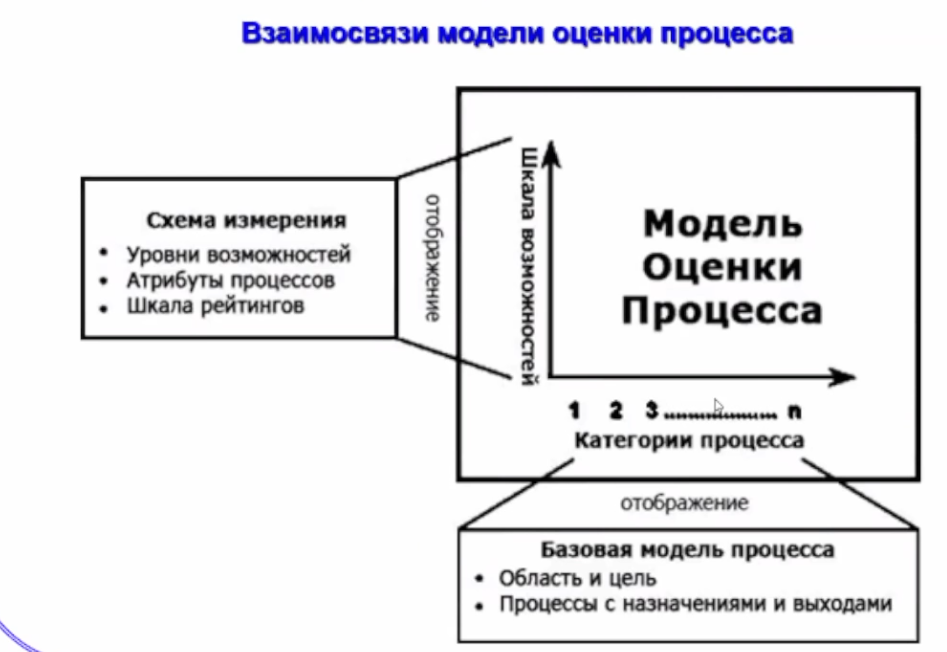 Взаимосвязи модели оценки процесса
Схема измерения
• Уровни возможностей
• Атрибуты процессов
• Шкала рейтингов
отображение
Шкала возможностей
Модель
Оценки
Процесса
1 2 3.................... n
Категории процесса
отображение
Базовая модель процесса
• Область и цель
• Процессы с назначениями и выходами